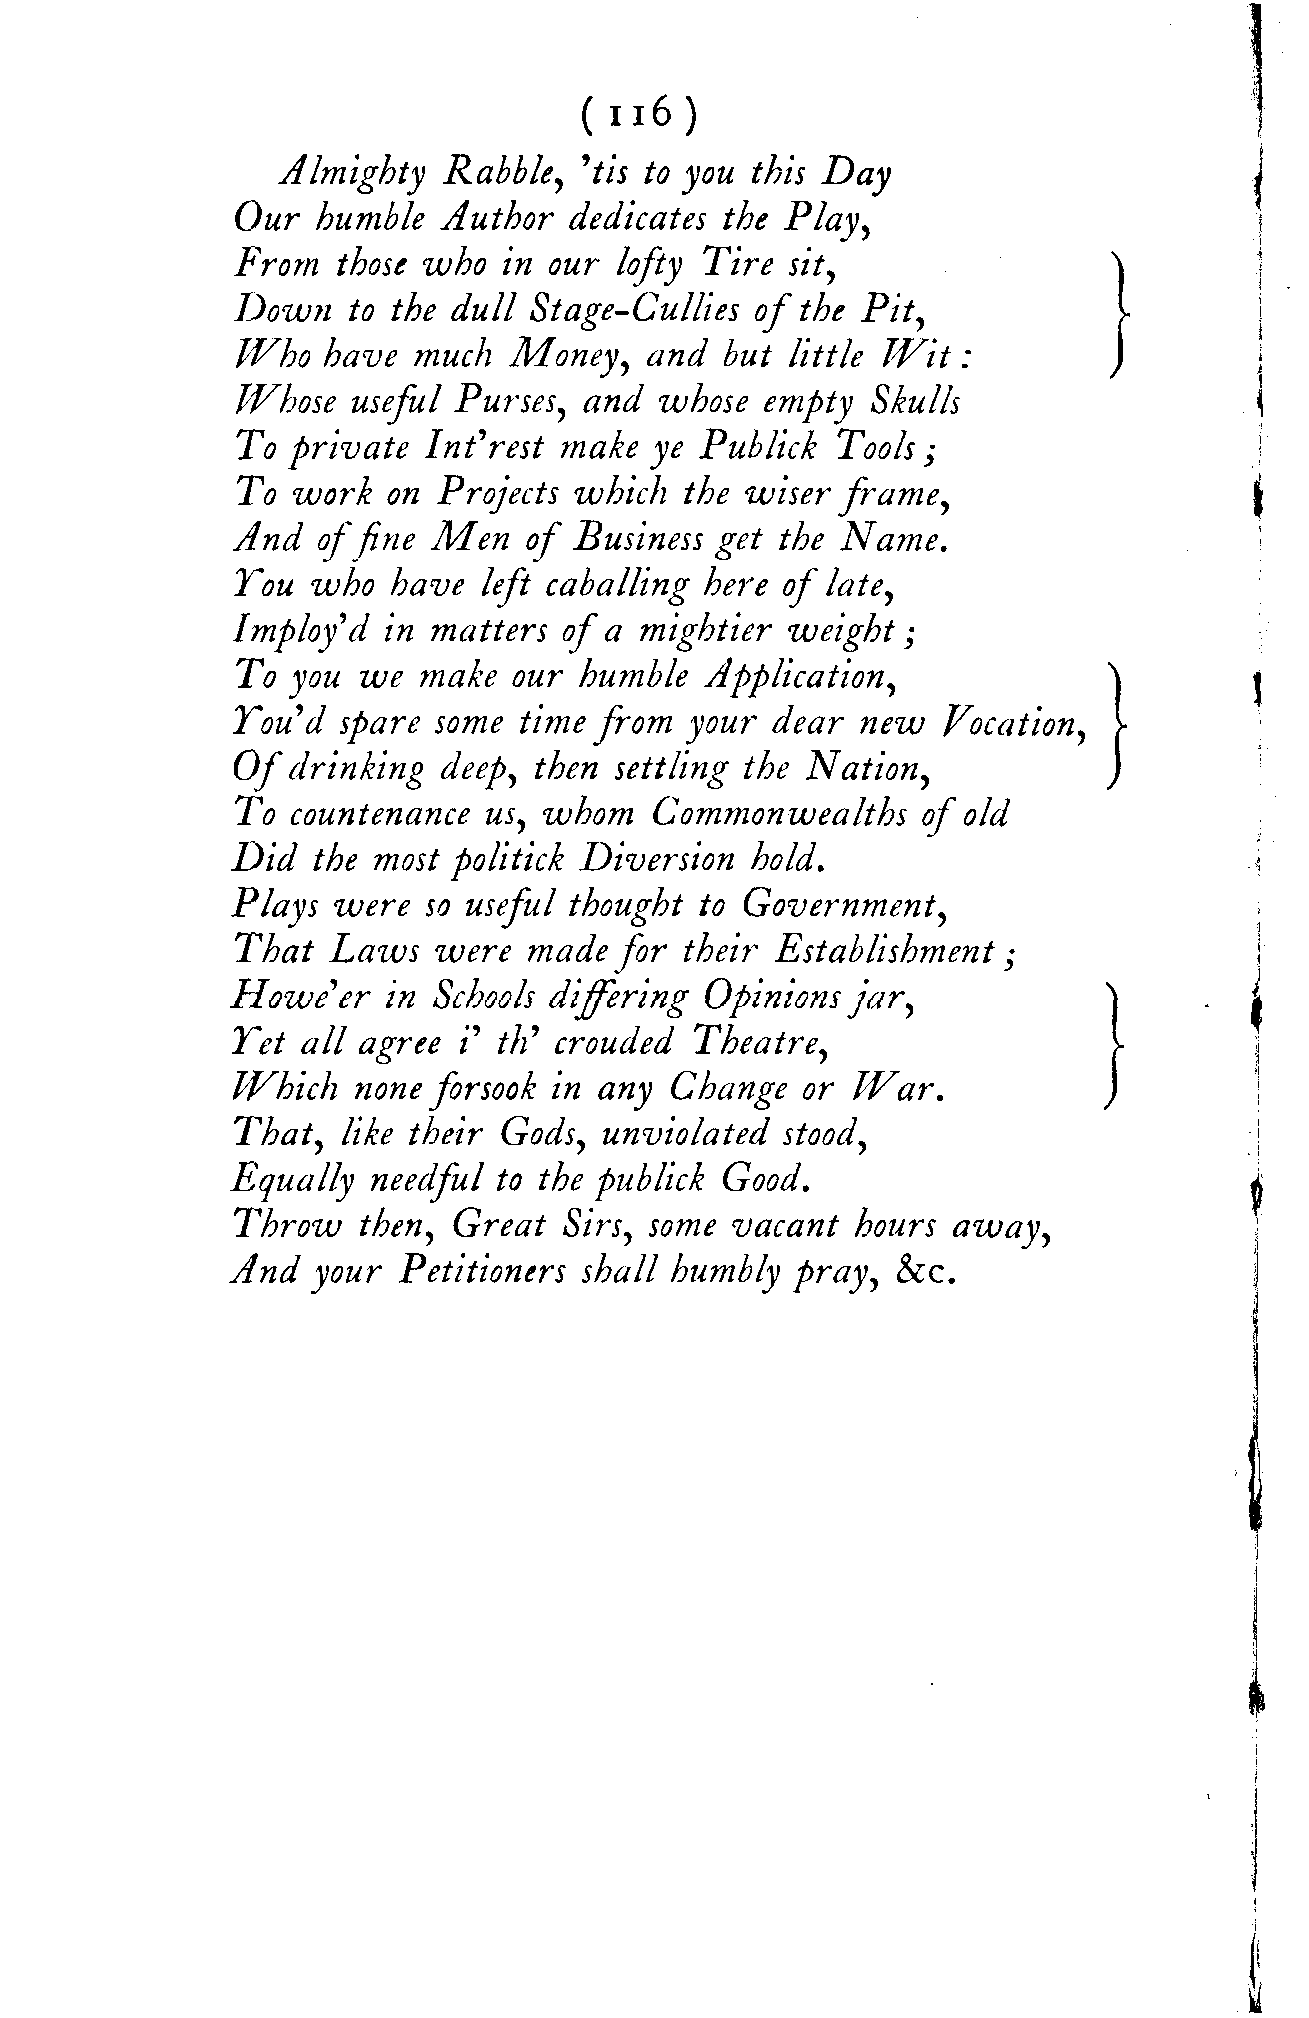 ( 116 )
Almighty Rabble, 'tis to you this Day
Our humble Author dedicates the Play,
From those who in our lofty Tire sit,
Down to the dull Stage-Cullies of the Pit,
Who have much Money, and but little Wit :
Whose useful Purses, and whose empty Skulls
To private Int'rest make ye Publick Tools ;
To work on Projects which the wiser frame,
And of fine Men of Business get the Name.
You who have left caballing here of late,
Imploy'd in matters of a mightier weight ;
To you we make our humble Application,
You'd spare some time from your dear new Vocation,
Of drinking deep, then settling the Nation,
To countenance us, whom Commonwealths of old
Did the most politick Diversion hold.
Plays were so useful thought to Government,
That Laws were made for their Establishment ;
Howe'er in Schools differing Opinions jar,
Yet all agree i' th' crouded Theatre,
Which none forsook in any Change or War.
That, like their Gods, unviolated stood,
Equally needful to the publick Good.
Throw then, Great Sirs, some vacant hours away,
And your Petitioners shall humbly pray, &c.